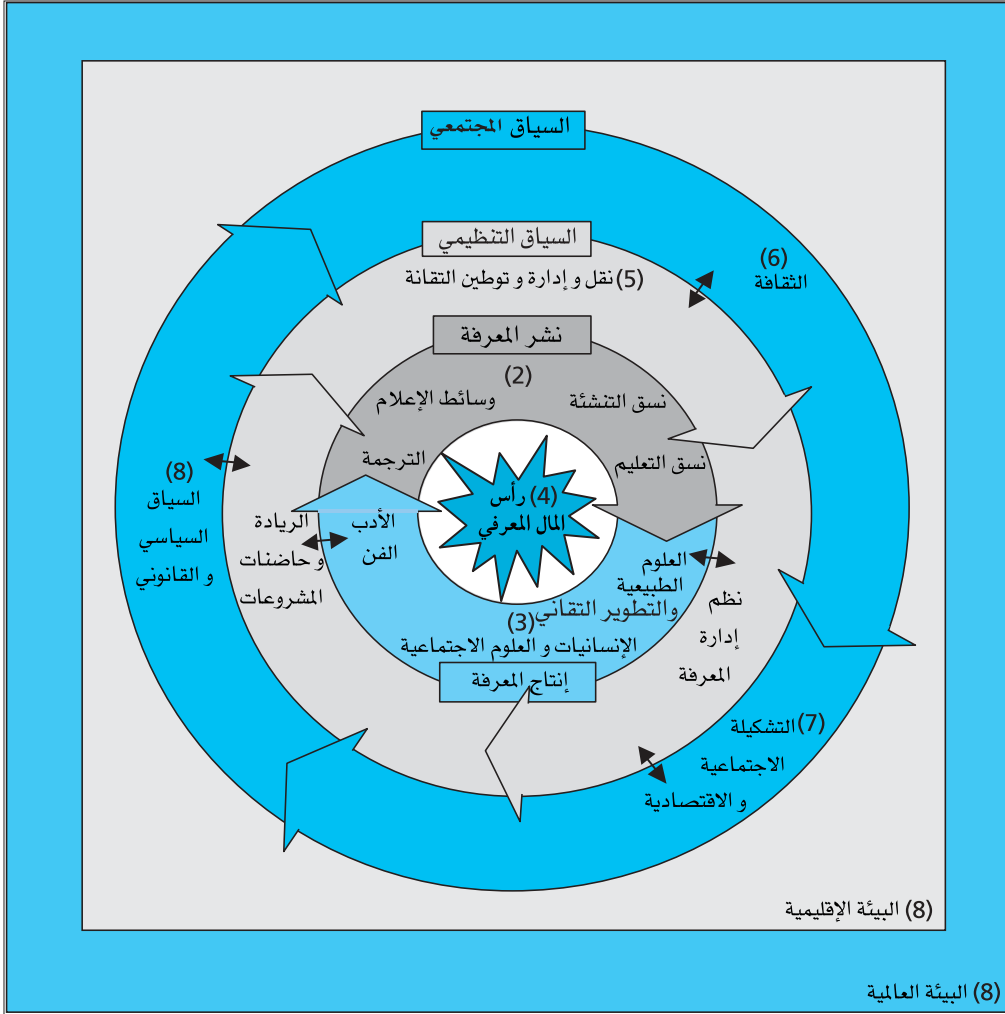 السياق المجتمعي
السياق التنظيمي
(5) نقل و إدارة و توطين التقانة
(6)
الثقافة
نشر المعرفة
(2)
نسق التنشئة
وسائط الإعلام
نسق التعليم
الترجمة
(4) رأس
المال المعرفي
(8)
السياق
السياسي
و القانوني
الريادة
و حاضنات
المشروعات
الأدب
الفن
العلوم
الطبيعية
والتطوير التقاني
(3)
الإنسانيات و العلوم الاجتماعية
إنتاج المعرفة
نظم
إدارة
المعرفة
(7) التشكيلة
الاجتماعية
و الاقتصادية
(8) البيئة الإقليمية
(8) البيئة العالمية